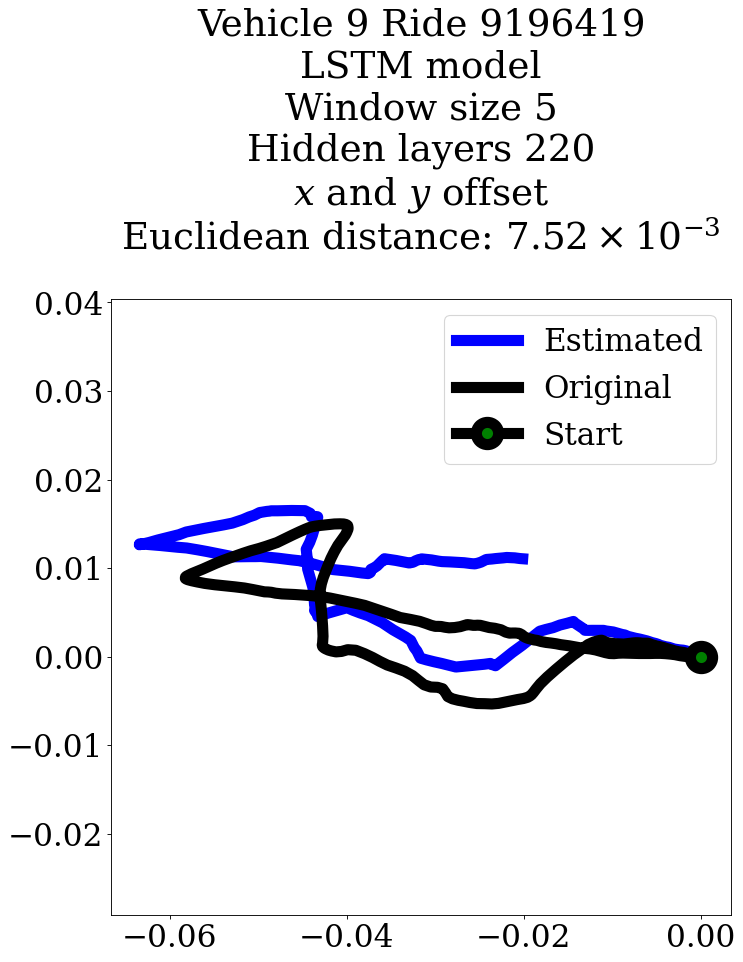 Vehicle 9 Ride 9196419
LSTM model
Window size 5
Hidden layers 220
x and y offset
Euclidean distance: 7.52 × 10⁻³
Estimated
Original
Start
0.04
0.03
0.02
0.01
0.00
−0.01
−0.02
−0.06 −0.04 −0.02 0.00